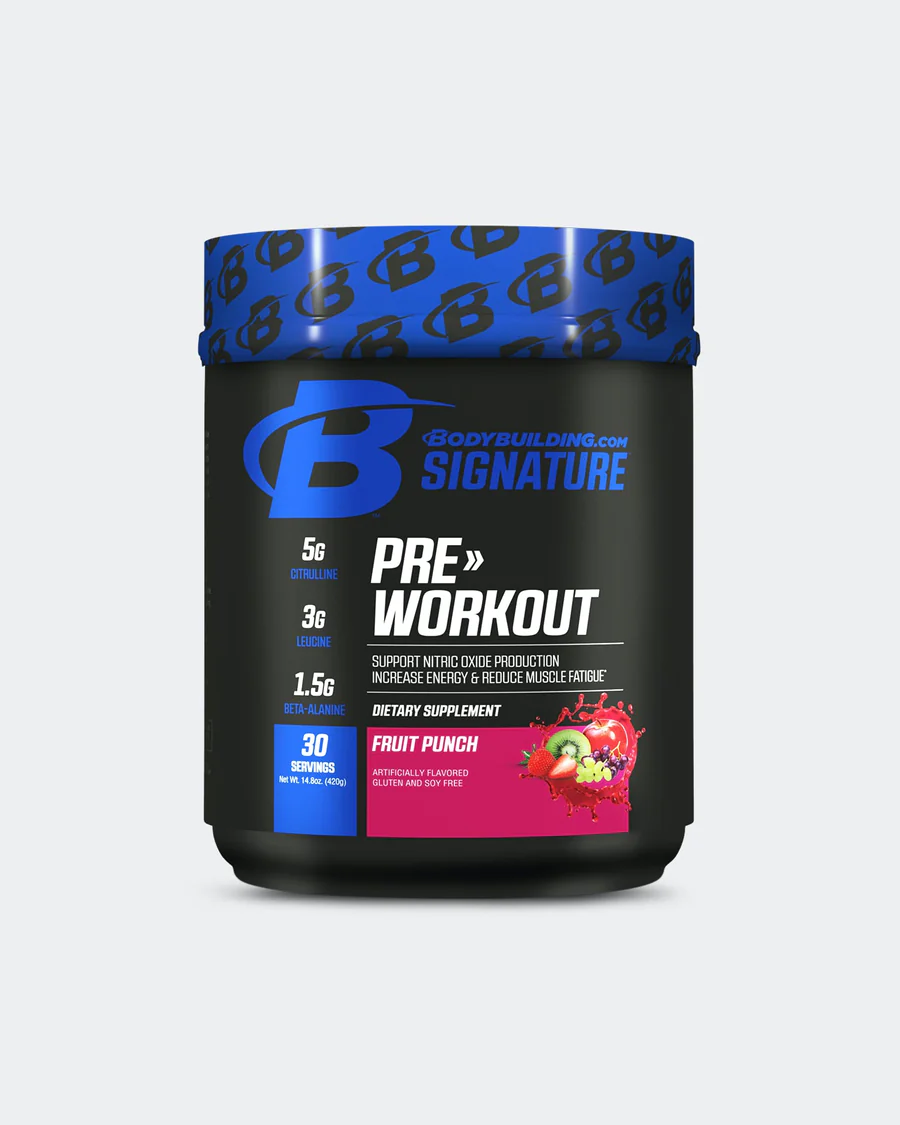 BODYBUILDING.COM
SIGNATURE
5G
CITRULLINE
3G
LEUCINE
1.5G
BETA-ALANINE
30
SERVINGS
Net Wt. 14.8oz. (420g)
PRE»
WORKOUT
SUPPORT NITRIC OXIDE PRODUCTION
INCREASE ENERGY & REDUCE MUSCLE FATIGUE*
DIETARY SUPPLEMENT
FRUIT PUNCH
ARTIFICIALLY FLAVORED
GLUTEN AND SOY FREE